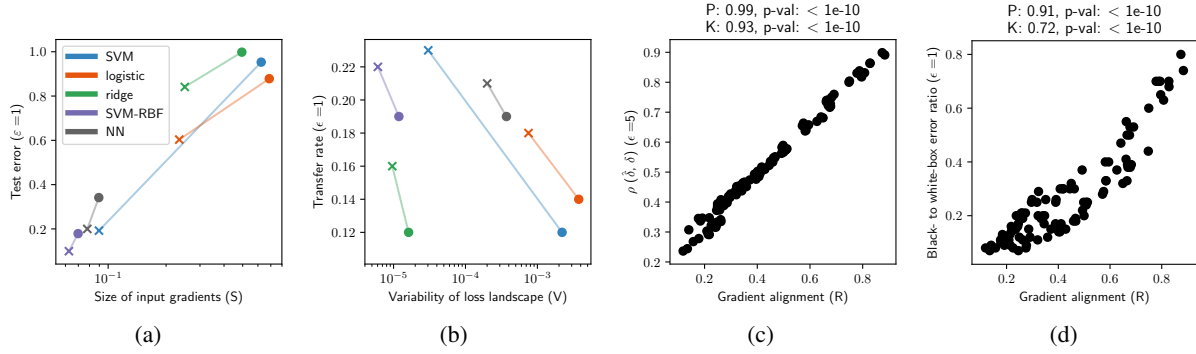 P: 0.99, p-val: < 1e-10
K: 0.93, p-val: < 1e-10
P: 0.91, p-val: < 1e-10
K: 0.72, p-val: < 1e-10
Test error (ε =1)
1.0
0.8
0.6
0.4
0.2
SVM
logistic
ridge
SVM-RBF
NN
10⁻¹
Size of input gradients (S)
(a)
Transfer rate (ϵ =1)
0.22
0.20
0.18
0.16
0.14
0.12
10⁻⁵
10⁻⁴
10⁻³
Variability of loss landscape (V)
(b)
ρ (δ̂, δ) (ϵ =5)
0.9
0.8
0.7
0.6
0.5
0.4
0.3
0.2
0.2
0.4
0.6
0.8
Gradient alignment (R)
(c)
Black- to white-box error ratio (ϵ =1)
0.8
0.6
0.4
0.2
0.2
0.4
0.6
0.8
Gradient alignment (R)
(d)